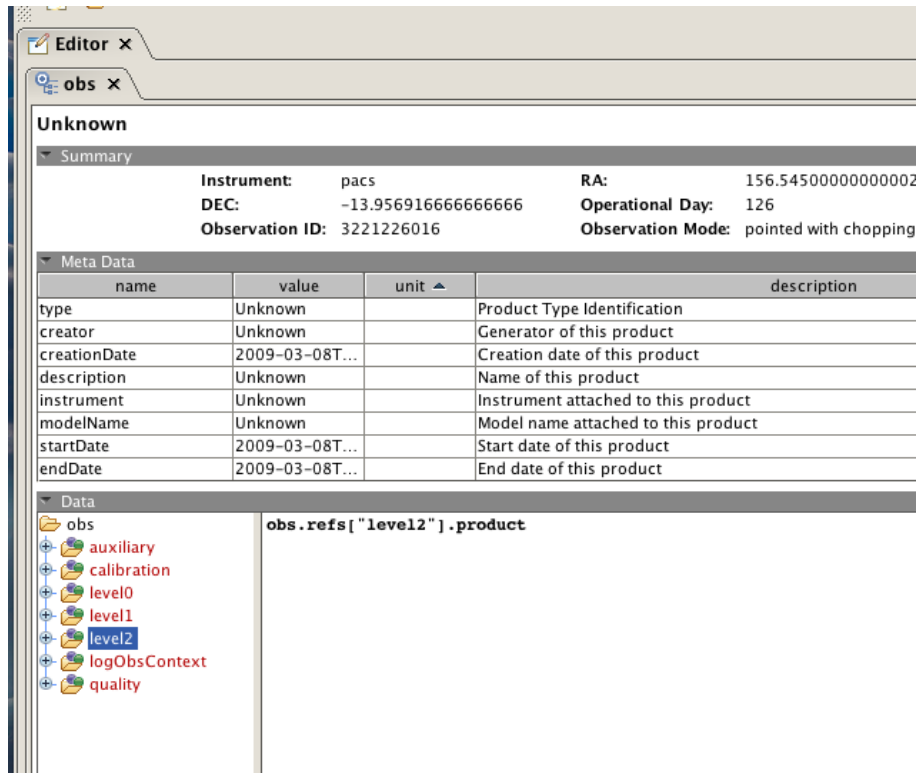 Editor ×
obs ×
Unknown
Summary
Instrument: pacs RA: 156.54500000000002
DEC: -13.956916666666666 Operational Day: 126
Observation ID: 3221226016 Observation Mode: pointed with chopping
Meta Data
name value unit description
type Unknown Product Type Identification
creator Unknown Generator of this product
creationDate 2009-03-08T... Creation date of this product
description Unknown Name of this product
instrument Unknown Instrument attached to this product
modelName Unknown Model name attached to this product
startDate 2009-03-08T... Start date of this product
endDate 2009-03-08T... End date of this product
Data
obs obs.refs["level2"].product
auxiliary
calibration
level0
level1
level2
logObsContext
quality